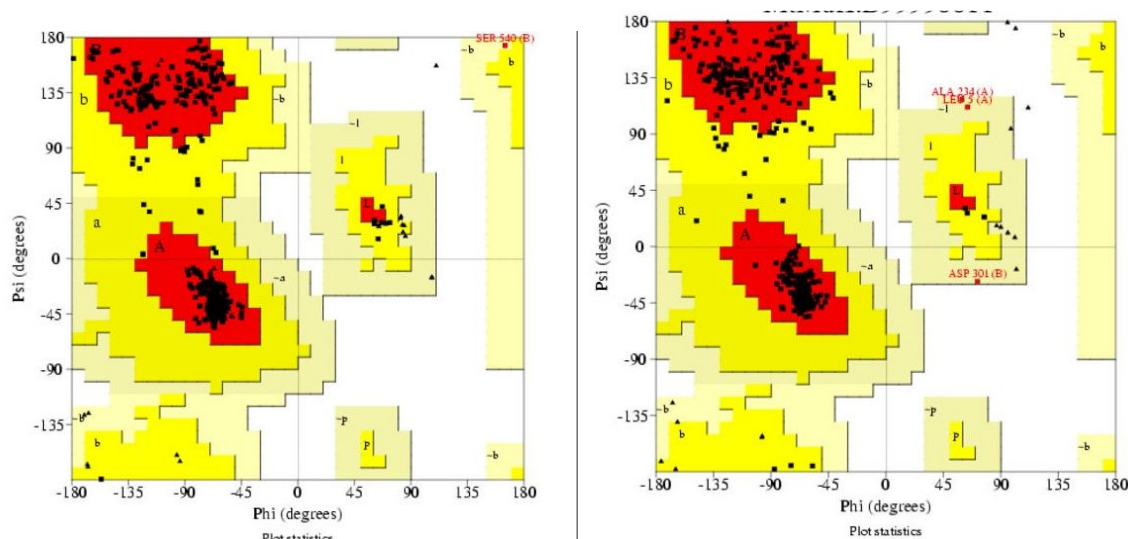 180
135
90
45
0
-45
-90
-135
-180 -135 -90 -45 0 45 90 135 180
Psi (degrees)
Phi (degrees)
Plot statistics
B
b
~b
SER 540 (B)
~b
b
~l
l
L
a
A
~a
~b
b
~p
p
~b
180
135
90
45
0
-45
-90
-135
-180 -135 -90 -45 0 45 90 135 180
Psi (degrees)
Phi (degrees)
Plot statistics
B
b
~b
~b
b
ALA 234 (A)
~l
l
L
a
A
~a
ASP 301 (B)
~b
b
~p
p
~b